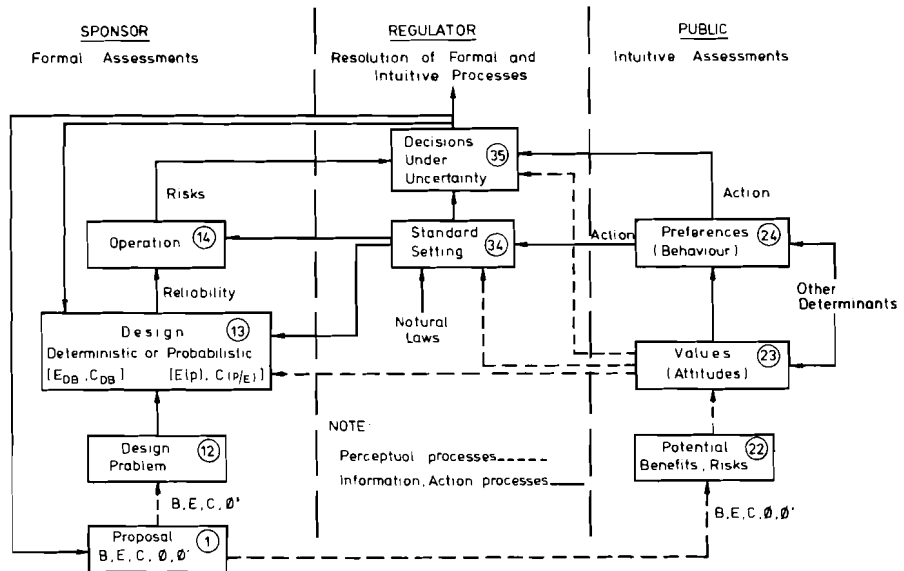 SPONSOR
Formal Assessments
REGULATOR
Resolution of Formal and
Intuitive Processes
PUBLIC
Intuitive Assessments
Decisions
Under
Uncertainty
35
Risks
Action
Operation 14
Standard
Setting
34
Action
Preferences
(Behaviour)
24
Reliability
Other
Determinants
Natural
Laws
Design 13
Deterministic or Probabilistic
[E_DB, C_DB] [E(p), C(P/E)]
Values
(Attitudes)
23
Design
Problem
12
NOTE:
Perceptual processes
Information, Action processes
Potential
Benefits, Risks
22
B, E, C, Ø'
B, E, C, Ø, Ø'
Proposal
B, E, C, Ø, Ø'
1